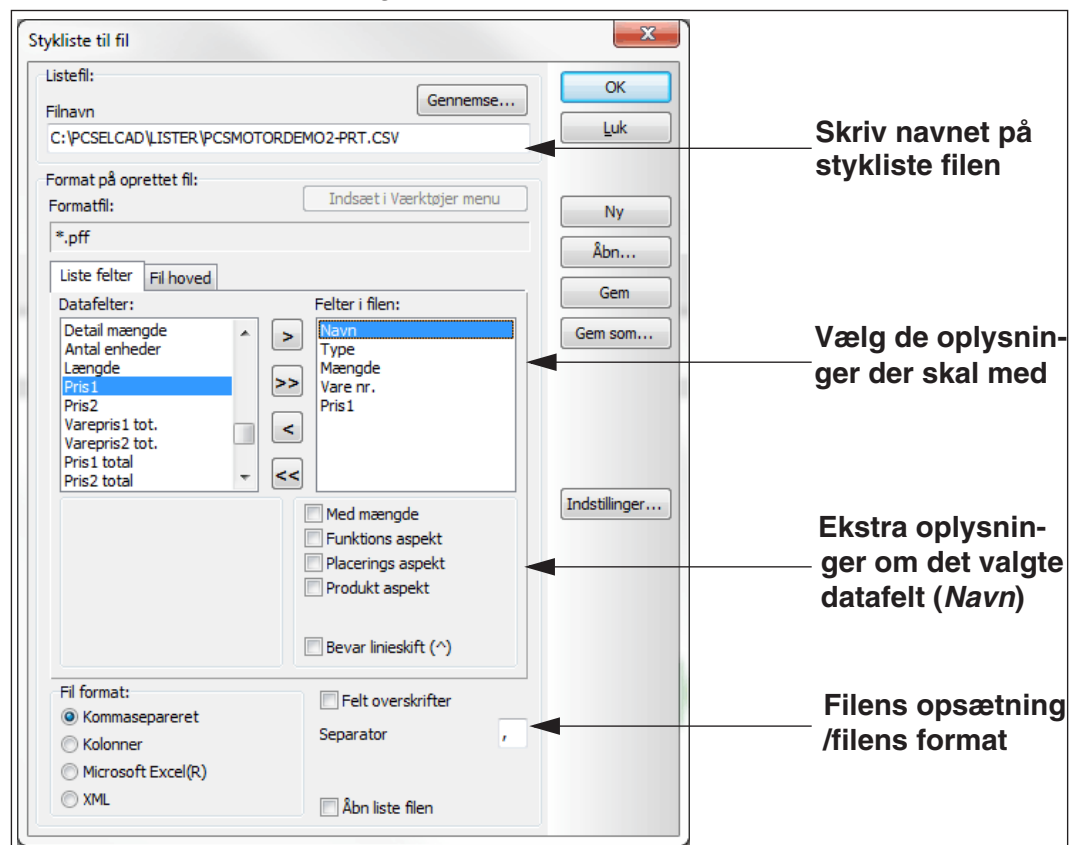 Stykliste til fil
Listefil:
Filnavn
Gennemse...
C:\PCSELCAD\LISTER\PCSMOTORDEMO2-PRT.CSV
Format på oprettet fil:
Formatfil:
Indsæt i Værktøjer menu
*.pff
Liste felter
Fil hoved
Datafelter:
Detail mængde
Antal enheder
Længde
Pris1
Pris2
Varepris1 tot.
Varepris2 tot.
Pris1 total
Pris2 total
>
>>
<
<<
Felter i filen:
Navn
Type
Mængde
Vare nr.
Pris1
Med mængde
Funktions aspekt
Placerings aspekt
Produkt aspekt
Bevar linieskift (^)
Fil format:
Kommasepareret
Kolonner
Microsoft Excel(R)
XML
Felt overskrifter
Separator ,
Åbn liste filen
OK
Luk
Ny
Åbn...
Gem
Gem som...
Indstillinger...
Skriv navnet på
stykliste filen
Vælg de oplysnin-
ger der skal med
Ekstra oplysnin-
ger om det valgte
datafelt (Navn)
Filens opsætning
/filens format